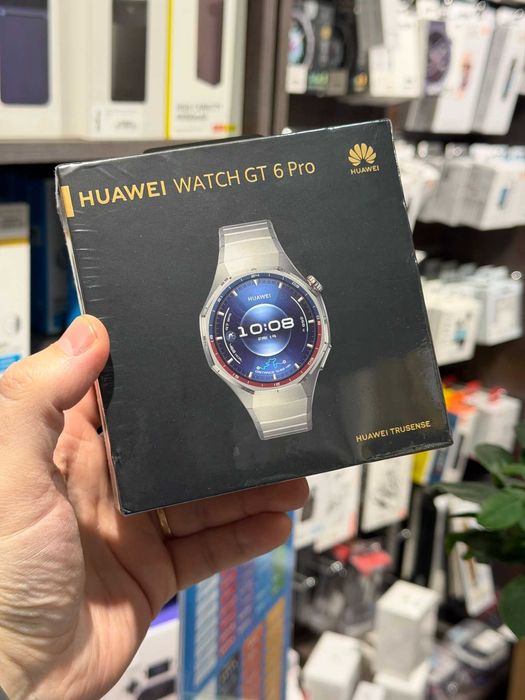 HUAWEI WATCH GT 6 Pro
HUAWEI
HUAWEI
10:08
HUAWEI TRUSENSE